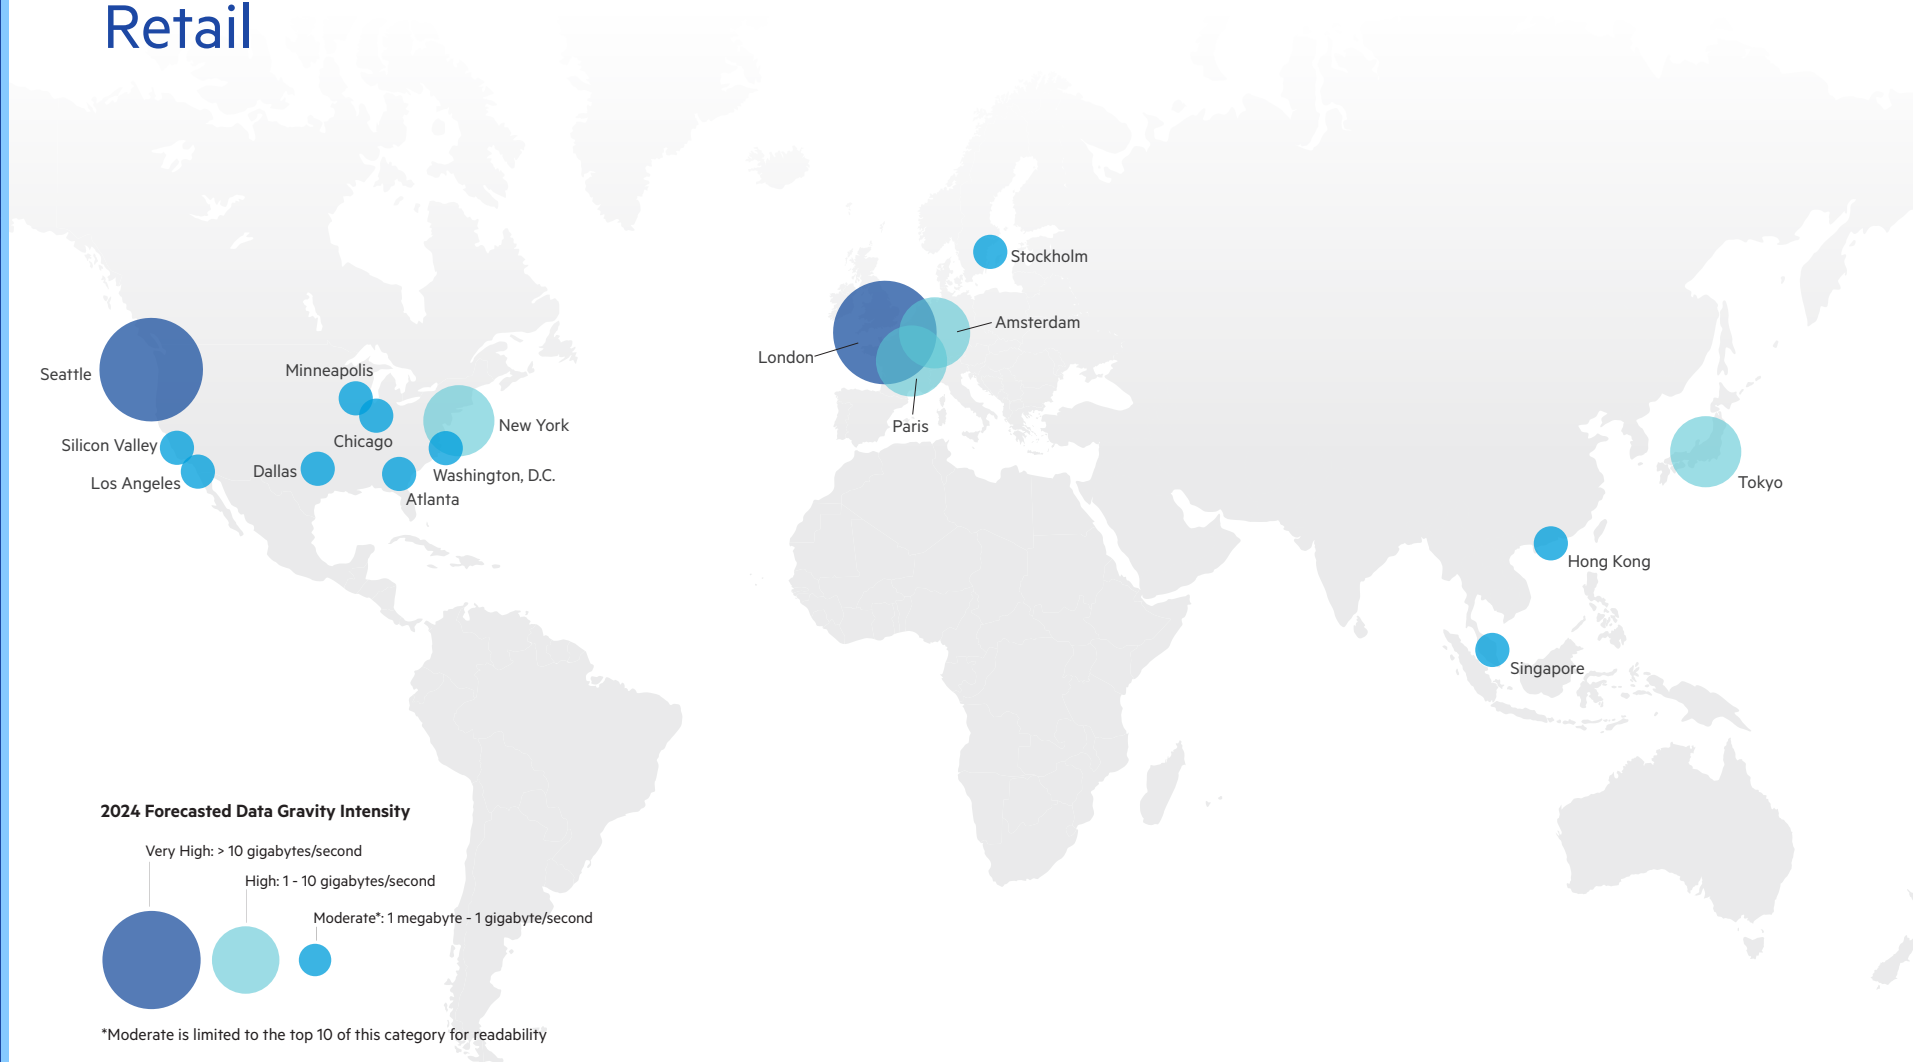 Retail
Stockholm
Amsterdam
London
Paris
Seattle
Minneapolis
New York
Chicago
Silicon Valley
Dallas
Washington, D.C.
Los Angeles
Atlanta
Tokyo
Hong Kong
Singapore
2024 Forecasted Data Gravity Intensity
Very High: > 10 gigabytes/second
High: 1 - 10 gigabytes/second
Moderate*: 1 megabyte - 1 gigabyte/second
*Moderate is limited to the top 10 of this category for readability